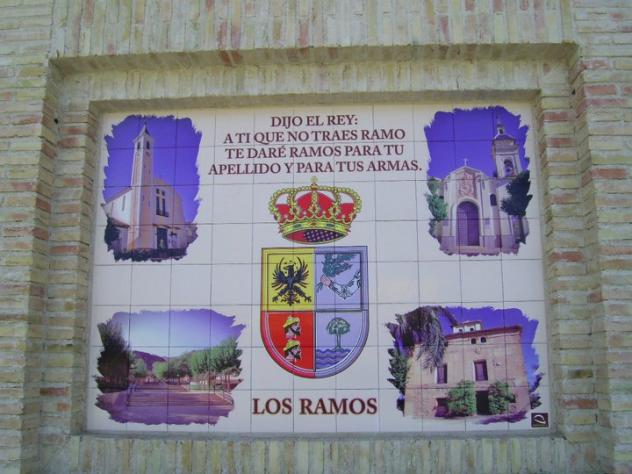 DIJO EL REY:
A TI QUE NO TRAES RAMO
TE DARÉ RAMOS PARA TU
APELLIDO Y PARA TUS ARMAS.
LOS RAMOS